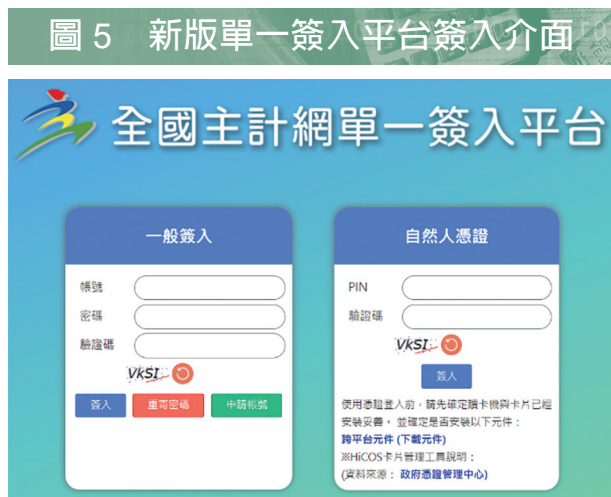 圖 5 新版單一簽入平台簽入介面
全國主計網單一簽入平台
一般簽入
帳號
密碼
驗證碼
VkSI
簽入 重寄密碼 申請帳號
自然人憑證
PIN
驗證碼
VkSI
簽入
使用憑證登入前，請先確定讀卡機與卡片已經
安裝妥善， 並確定是否安裝以下元件：
跨平台元件 (下載元件)
※HiCOS卡片管理工具說明：
(資料來源： 政府憑證管理中心)